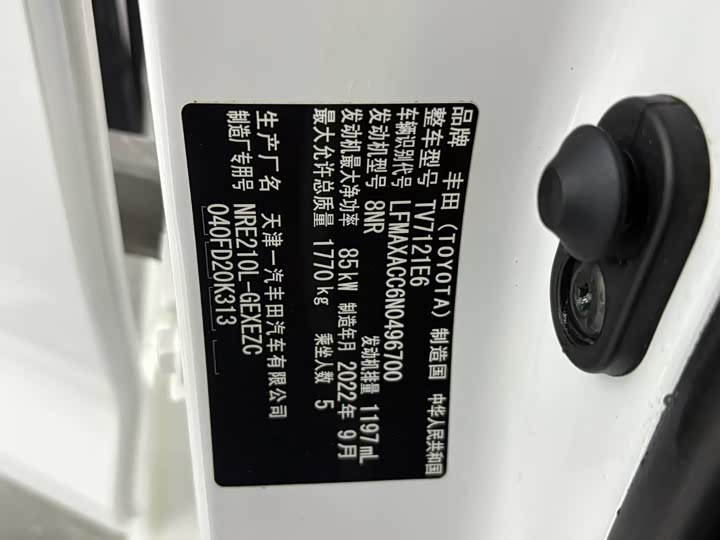 品牌 丰田(TOYOTA) 制造国 中华人民共和国
整车型号 TV7121E6
车辆识别代号 LFMAXACC6N0496700
发动机型号 8NR 发动机排量 1197mL
发动机最大净功率 85kW 制造年月 2022年9月
最大允许总质量 1770kg 乘坐人数 5
生产厂名 天津一汽丰田汽车有限公司
制造厂专用号 NRE210L-GEXEZC
040FD20K313